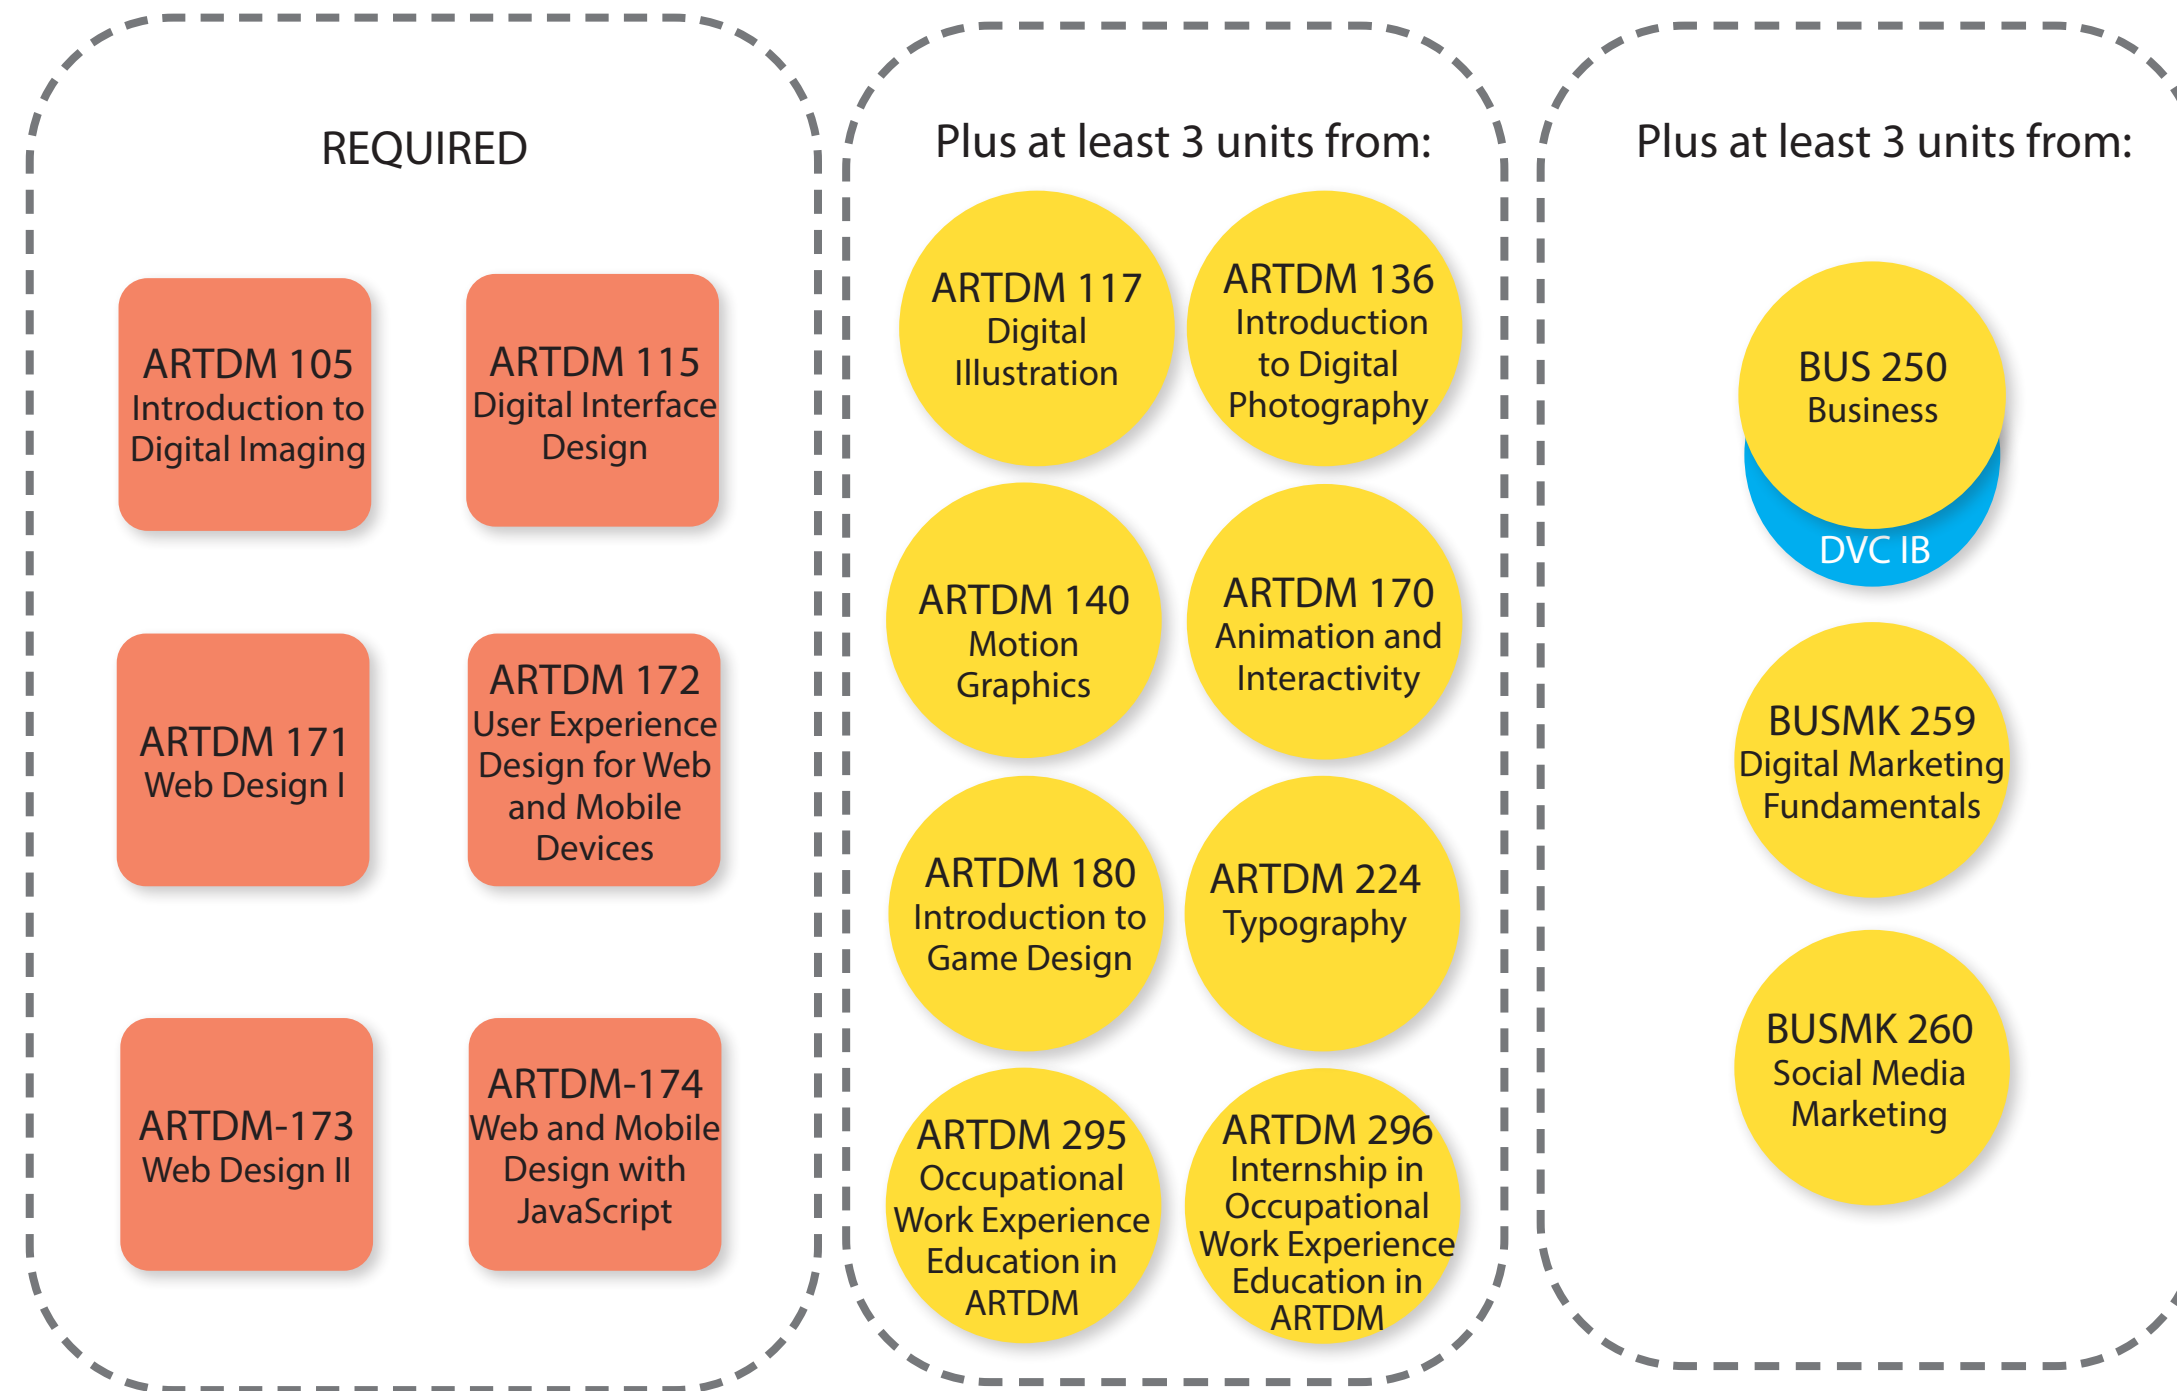 REQUIRED
ARTDM 105
Introduction to
Digital Imaging
ARTDM 115
Digital Interface
Design
ARTDM 171
Web Design I
ARTDM 172
User Experience
Design for Web
and Mobile
Devices
ARTDM-173
Web Design II
ARTDM-174
Web and Mobile
Design with
JavaScript
Plus at least 3 units from:
ARTDM 117
Digital
Illustration
ARTDM 136
Introduction
to Digital
Photography
ARTDM 140
Motion
Graphics
ARTDM 170
Animation and
Interactivity
ARTDM 180
Introduction to
Game Design
ARTDM 224
Typography
ARTDM 295
Occupational
Work Experience
Education in
ARTDM
ARTDM 296
Internship in
Occupational
Work Experience
Education in
ARTDM
Plus at least 3 units from:
BUS 250
Business
DVC IB
BUSMK 259
Digital Marketing
Fundamentals
BUSMK 260
Social Media
Marketing